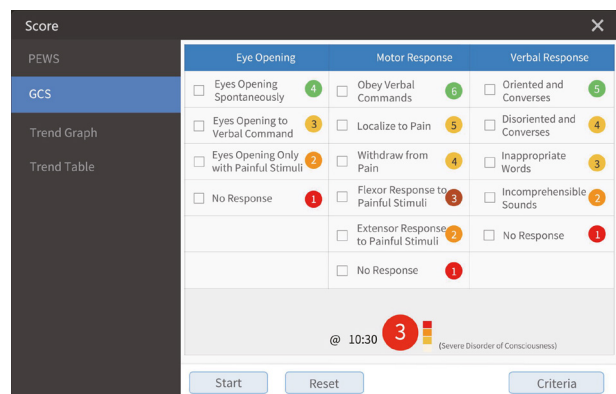 Score
PEWS
GCS
Trend Graph
Trend Table
Eye Opening
Motor Response
Verbal Response
Eyes Opening
Spontaneously
4
Obey Verbal
Commands
6
Oriented and
Converses
5
Eyes Opening to
Verbal Command
3
Localize to Pain
5
Disoriented and
Converses
4
Eyes Opening Only
with Painful Stimuli
2
Withdraw from
Pain
4
Inappropriate
Words
3
No Response
1
Flexor Response to
Painful Stimuli
3
Incomprehensible
Sounds
2
Extensor Response
to Painful Stimuli
2
No Response
1
No Response
1
@ 10:30
3
(Severe Disorder of Consciousness)
Start
Reset
Criteria